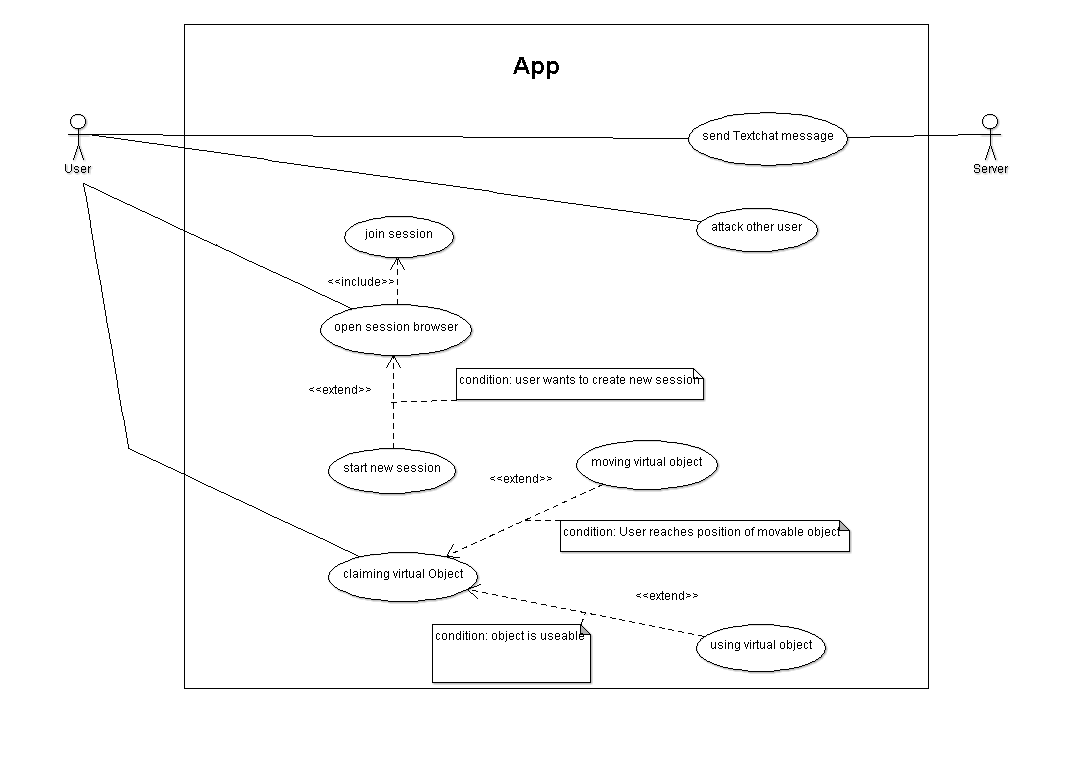 App
send Textchat message
User
Server
attack other user
join session
<<include>>
open session browser
condition: user wants to create new session
<<extend>>
start new session
moving virtual object
<<extend>>
condition: User reaches position of movable object
claiming virtual Object
<<extend>>
condition: object is useable
using virtual object